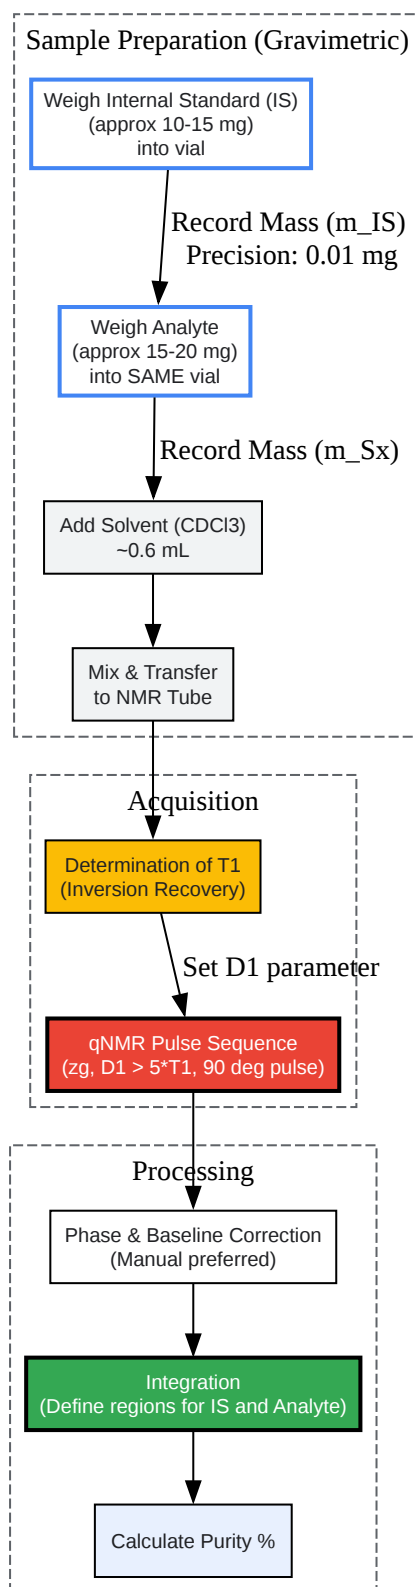 Sample Preparation (Gravimetric)
Weigh Internal Standard (IS)
(approx 10-15 mg)
into vial
Record Mass (m_IS)
Precision: 0.01 mg
Weigh Analyte
(approx 15-20 mg)
into SAME vial
Record Mass (m_Sx)
Add Solvent (CDCl3)
~0.6 mL
Mix & Transfer
to NMR Tube
Acquisition
Determination of T1
(Inversion Recovery)
Set D1 parameter
qNMR Pulse Sequence
(zg, D1 > 5*T1, 90 deg pulse)
Processing
Phase & Baseline Correction
(Manual preferred)
Integration
(Define regions for IS and Analyte)
Calculate Purity %